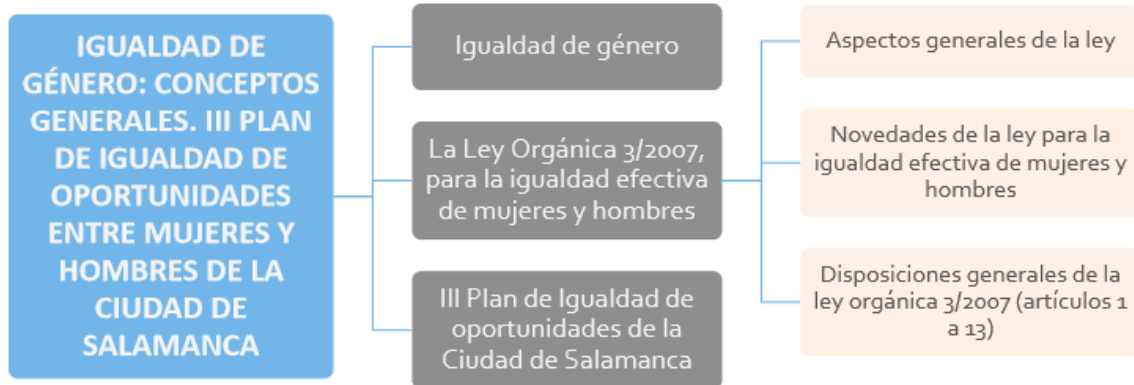 IGUALDAD DE
GÉNERO: CONCEPTOS
GENERALES. III PLAN
DE IGUALDAD DE
OPORTUNIDADES
ENTRE MUJERES Y
HOMBRES DE LA
CIUDAD DE
SALAMANCA
Igualdad de género
La Ley Orgánica 3/2007,
para la igualdad efectiva
de mujeres y hombres
III Plan de Igualdad de
oportunidades de la
Ciudad de Salamanca
Aspectos generales de la ley
Novedades de la ley para la
igualdad efectiva de mujeres y
hombres
Disposiciones generales de la
ley orgánica 3/2007 (artículos 1
a 13)